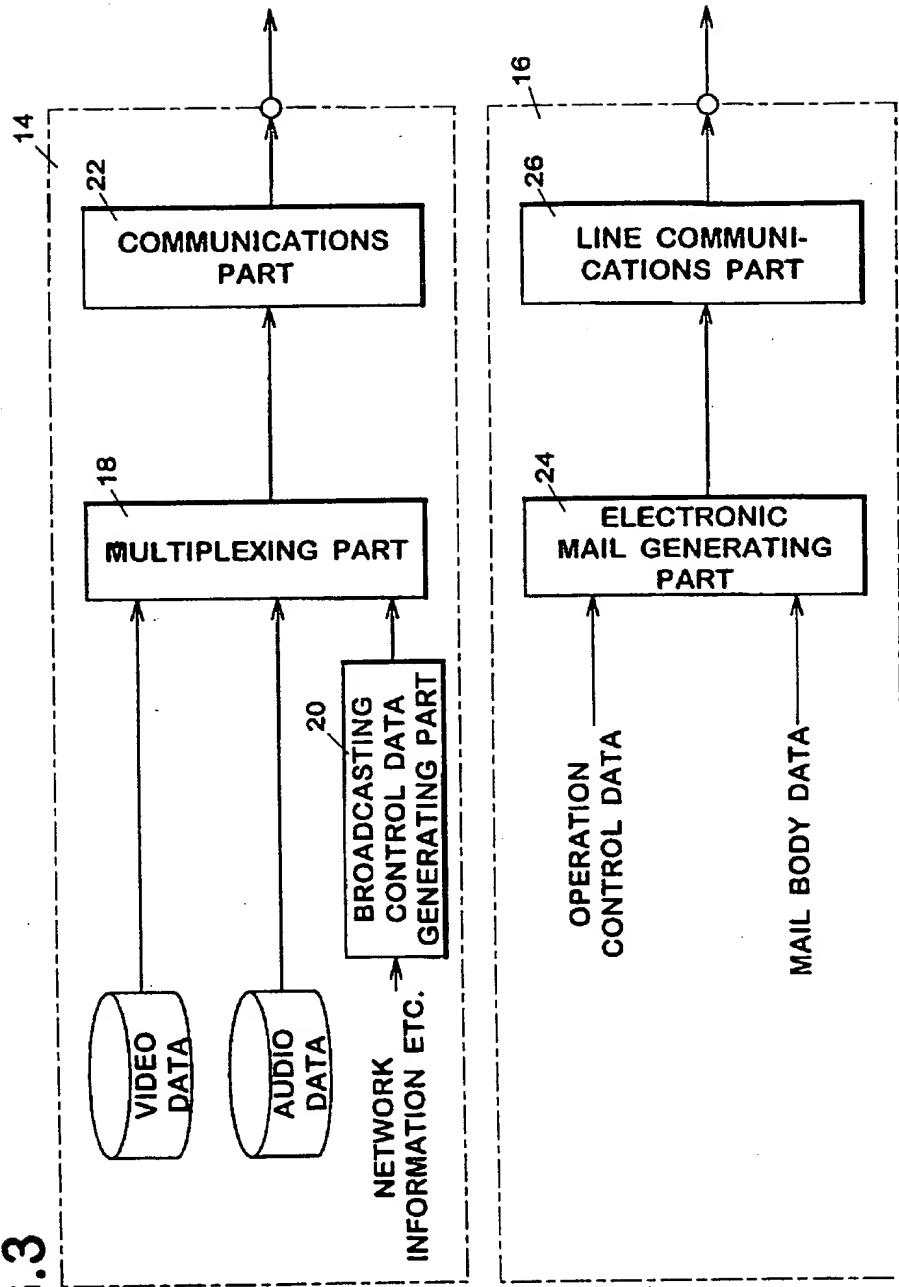 .3
14
22
COMMUNICATIONS
PART
18
MULTIPLEXING PART
20
BROADCASTING
CONTROL DATA
GENERATING PART
VIDEO
DATA
AUDIO
DATA
NETWORK
INFORMATION ETC.
16
26
LINE COMMUNI-
CATIONS PART
24
ELECTRONIC
MAIL GENERATING
PART
OPERATION
CONTROL DATA
MAIL BODY DATA